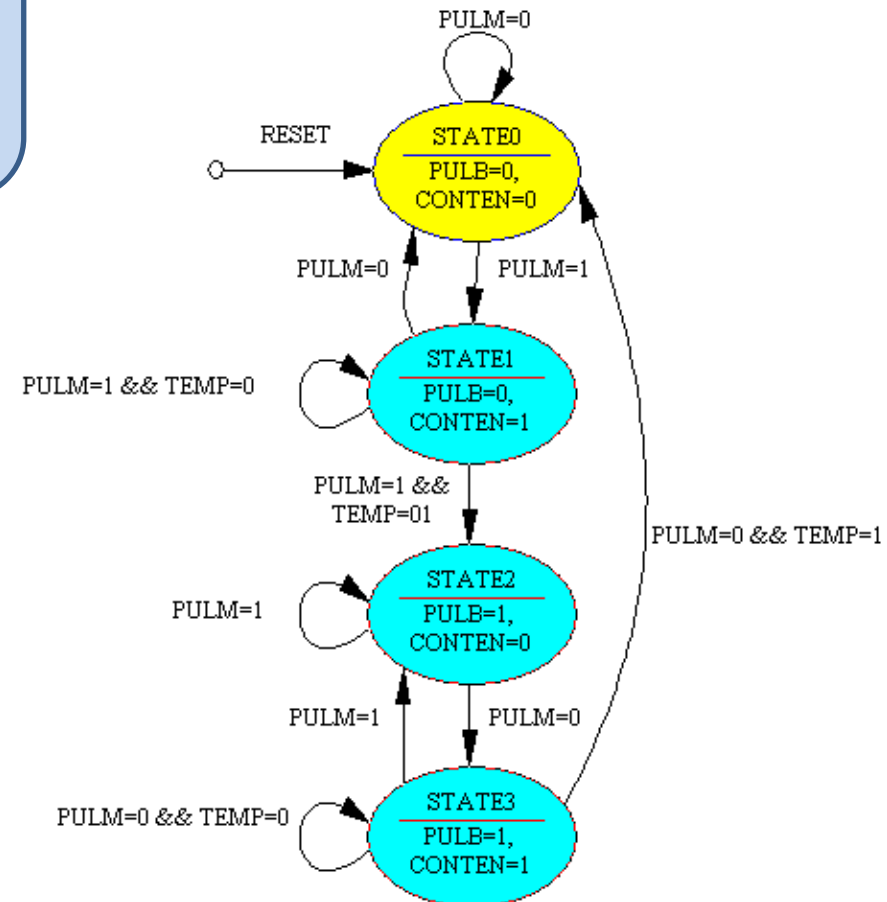 PULM=0
RESET
STATE0
PULB=0,
CONTEN=0
PULM=0
PULM=1
STATE1
PULB=0,
CONTEN=1
PULM=1 && TEMP=0
PULM=1 &&
TEMP=01
PULM=0 && TEMP=1
STATE2
PULB=1,
CONTEN=0
PULM=1
PULM=1
PULM=0
STATE3
PULB=1,
CONTEN=1
PULM=0 && TEMP=0